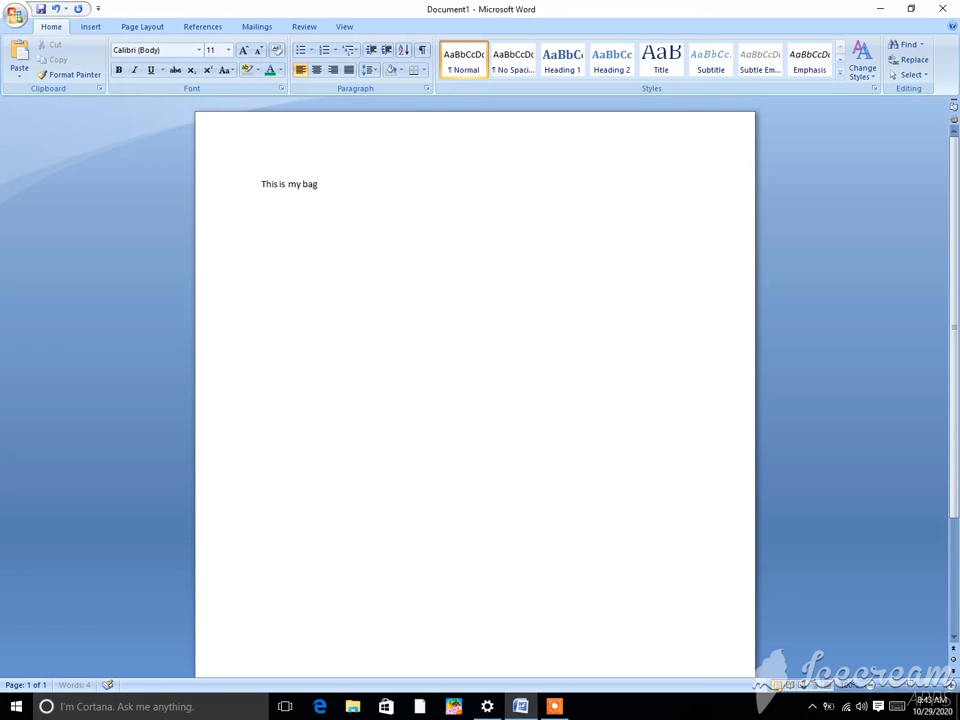 Document1 - Microsoft Word
Home Insert Page Layout References Mailings Review View
Paste
Cut
Copy
Format Painter
Clipboard
Calibri (Body) 11
Font
Paragraph
AaBbCcDc AaBbCcDc AaBbC AaBbCc AaB AaBbCc. AaBbCcDc AaBbCcDc
¶ Normal ¶ No Spaci... Heading 1 Heading 2 Title Subtitle Subtle Em... Emphasis
Styles
Change Styles
Find
Replace
Select
Editing
This is my bag
Page: 1 of 1 Words: 4
Icecream
APPS
I'm Cortana. Ask me anything.
8:43 AM
10/29/2020